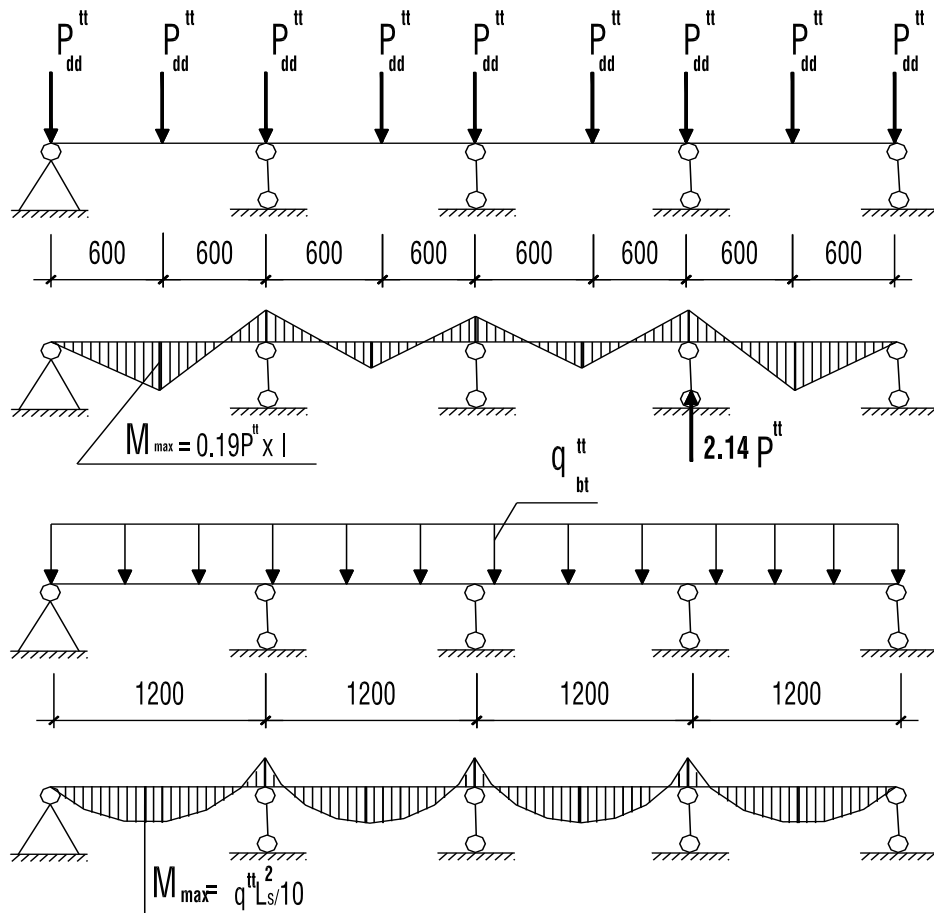 P dd tt P dd tt P dd tt P dd tt P dd tt P dd tt P dd tt P dd tt P dd tt
600 600 600 600 600 600 600 600
M max = 0.19P tt x l
2.14 P tt
q bt tt
1200 1200 1200 1200
M max = q tt L s 2 /10